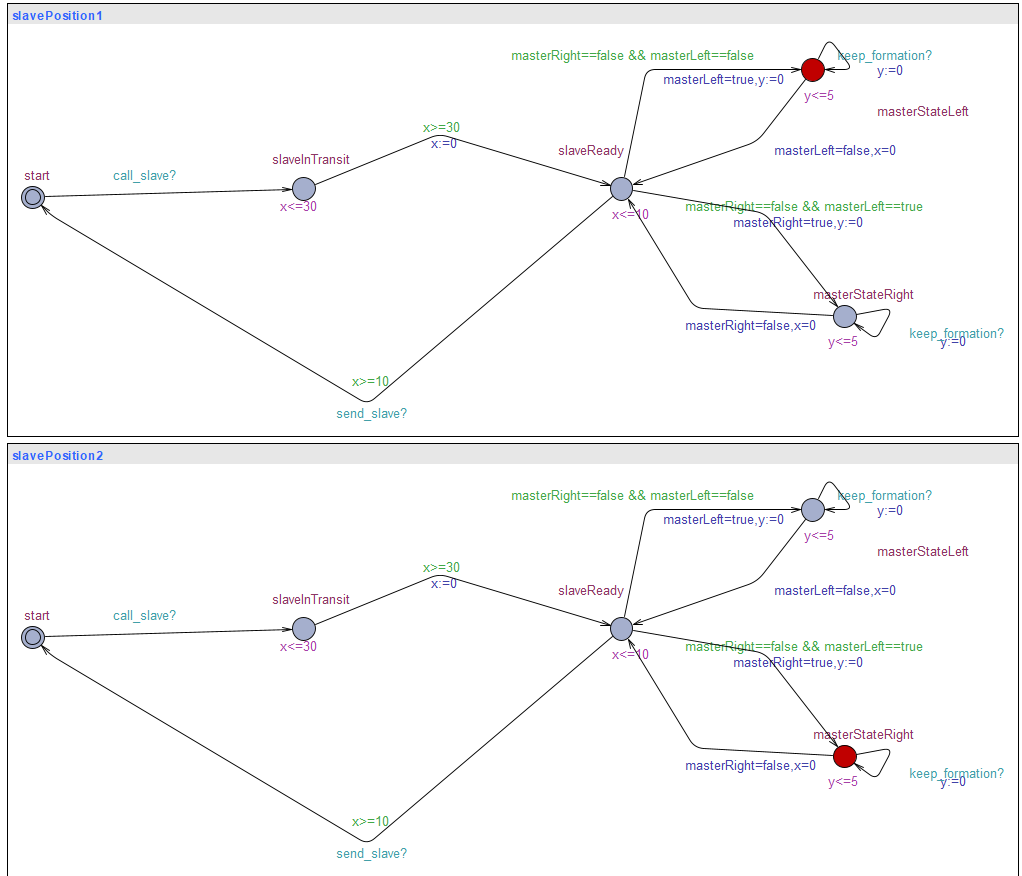 slavePosition1
masterRight==false && masterLeft==false
keep_formation?
y:=0
masterLeft=true,y:=0
y<=5
masterStateLeft
x>=30
x:=0
slaveInTransit
slaveReady
masterLeft=false,x=0
start
call_slave?
x<=30
x<=10
masterRight==false && masterLeft==true
masterRight=true,y:=0
masterStateRight
masterRight=false,x=0
y<=5
keep_formation?
y:=0
x>=10
send_slave?
slavePosition2
masterRight==false && masterLeft==false
keep_formation?
y:=0
masterLeft=true,y:=0
y<=5
masterStateLeft
x>=30
x:=0
slaveInTransit
slaveReady
masterLeft=false,x=0
start
call_slave?
x<=30
x<=10
masterRight==false && masterLeft==true
masterRight=true,y:=0
masterStateRight
masterRight=false,x=0
y<=5
keep_formation?
y:=0
x>=10
send_slave?